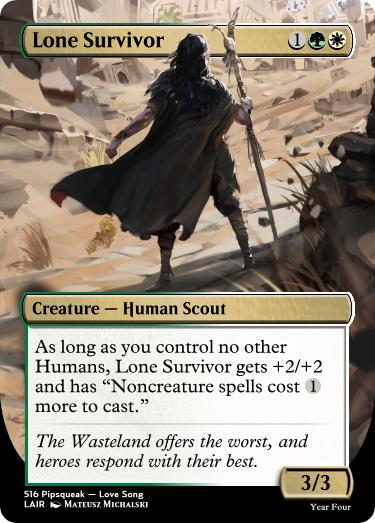 Lone Survivor 1
Creature — Human Scout
As long as you control no other
Humans, Lone Survivor gets +2/+2
and has “Noncreature spells cost 1
more to cast.”
The Wasteland offers the worst, and
heroes respond with their best.
3/3
516 Pipsqueak — Love Song
LAIR Mateusz Michalski
Year Four